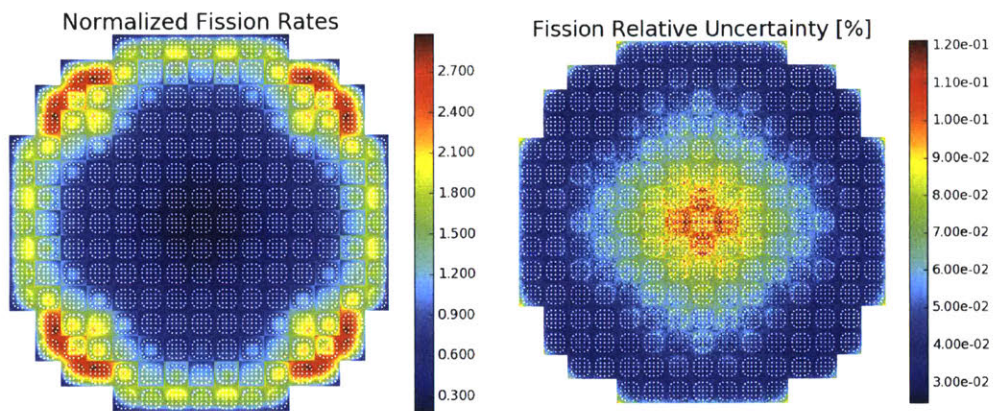 Normalized Fission Rates
2.700
2.400
2.100
1.800
1.500
1.200
0.900
0.600
0.300
Fission Relative Uncertainty [%]
1.20e-01
1.10e-01
1.00e-01
9.00e-02
8.00e-02
7.00e-02
6.00e-02
5.00e-02
4.00e-02
3.00e-02